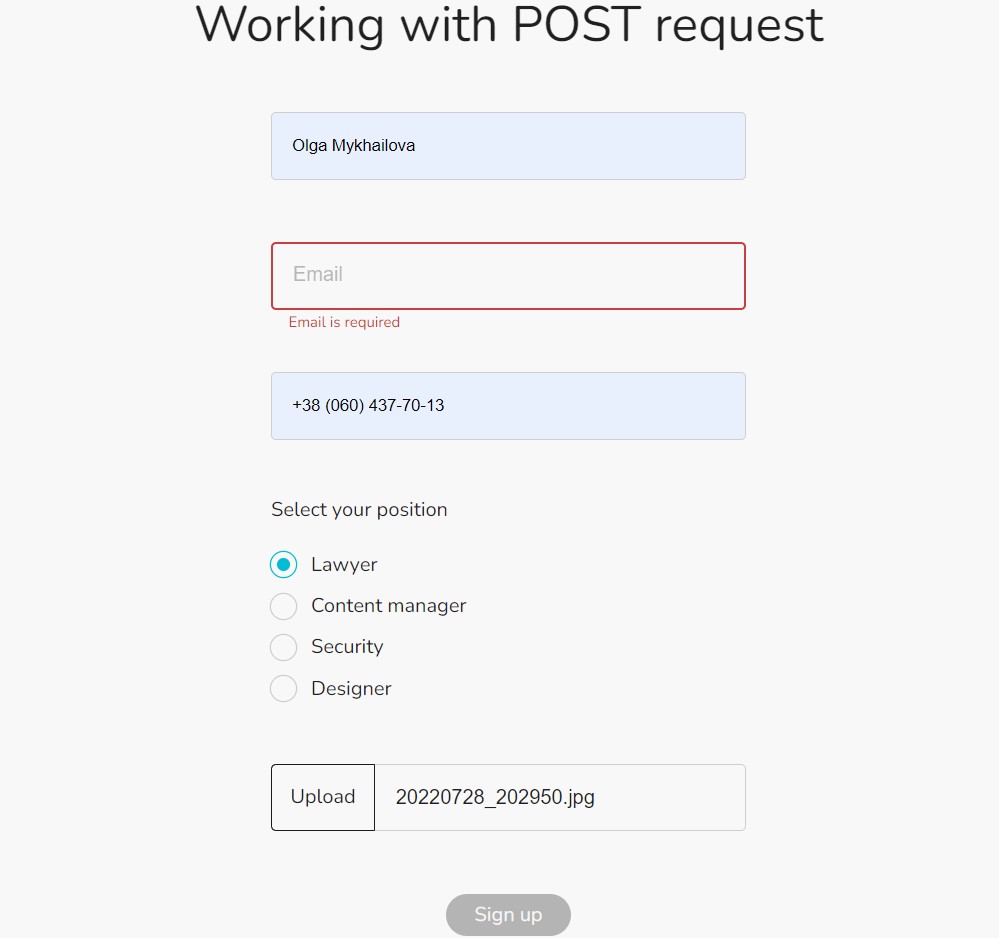 Working with POST request
Olga Mykhailova
Email
Email is required
+38 (060) 437-70-13
Select your position
Lawyer
Content manager
Security
Designer
Upload 20220728_202950.jpg
Sign up